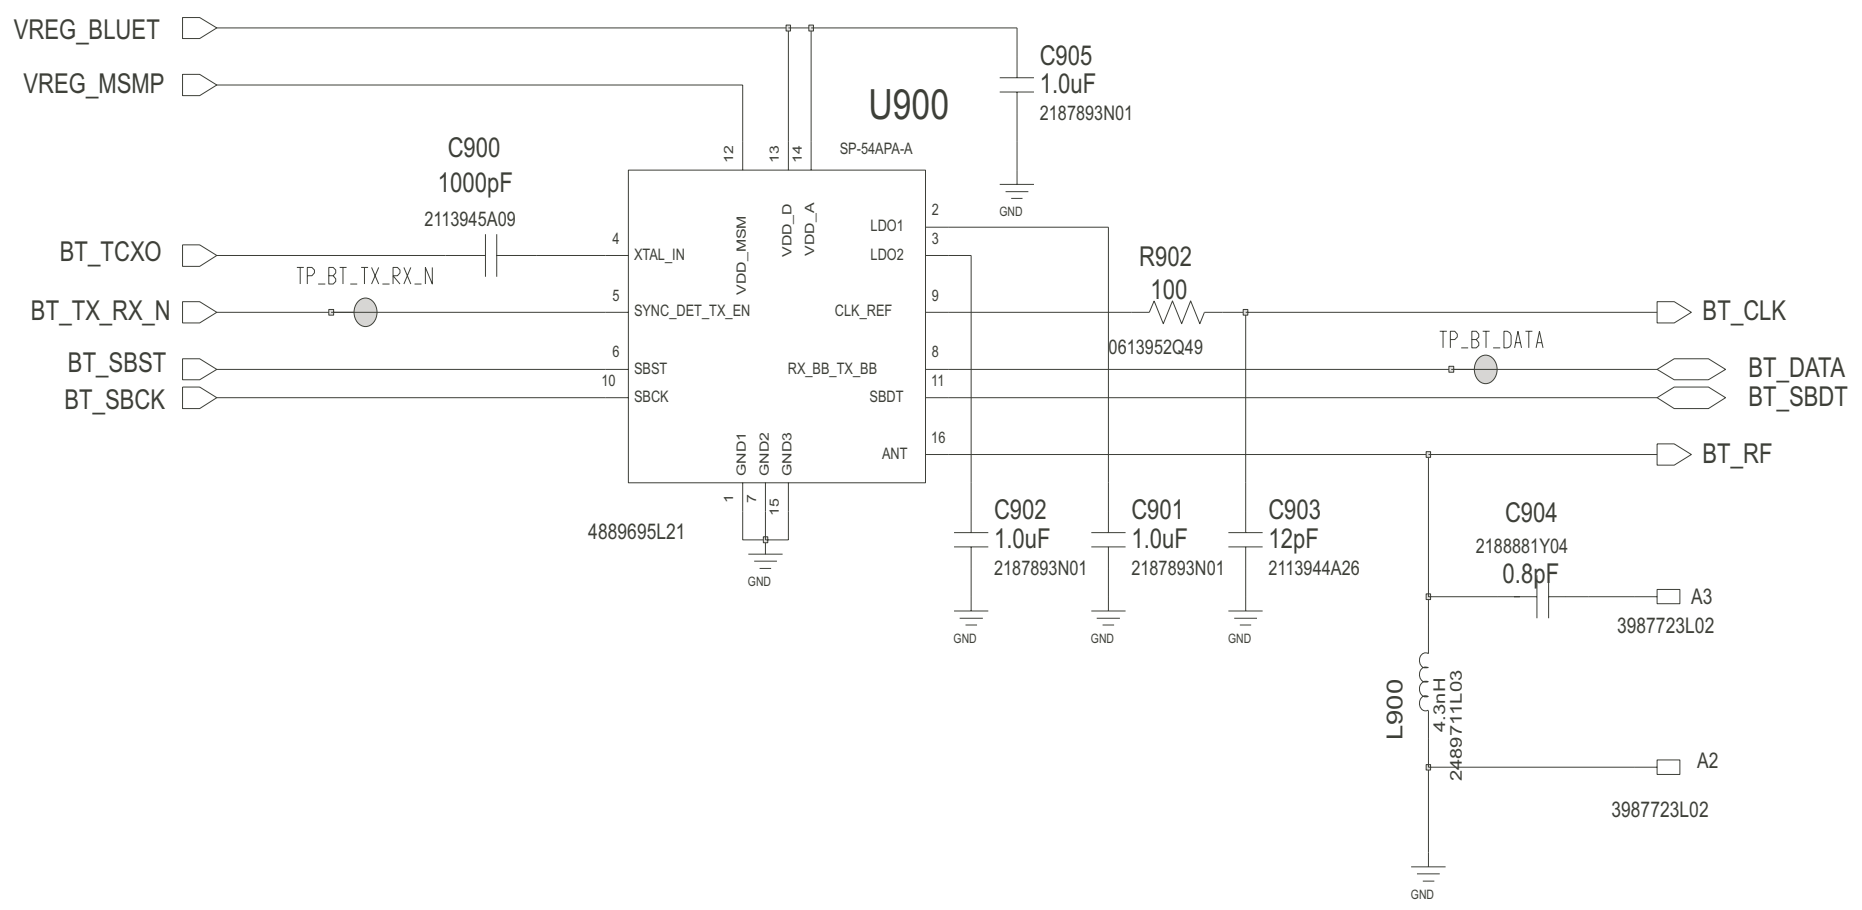 VREG_BLUET
VREG_MSMP
C905
1.0uF
2187893N01
GND
U900
SP-54APA-A
12
13
14
C900
1000pF
2113945A09
BT_TCXO
4
XTAL_IN
VDD_MSM
VDD_D
VDD_A
LDO1
2
LDO2
3
TP_BT_TX_RX_N
BT_TX_RX_N
5
SYNC_DET_TX_EN
CLK_REF
9
R902
100
0613952Q49
BT_CLK
BT_SBST
6
SBST
RX_BB_TX_BB
8
TP_BT_DATA
BT_DATA
BT_SBCK
10
SBCK
SBDT
11
BT_SBDT
GND1
GND2
GND3
ANT
16
BT_RF
1
7
15
4889695L21
GND
C902
1.0uF
2187893N01
GND
C901
1.0uF
2187893N01
GND
C903
12pF
2113944A26
GND
C904
2188881Y04
0.8pF
A3
3987723L02
L900
4.3nH
2489711L03
A2
3987723L02
GND